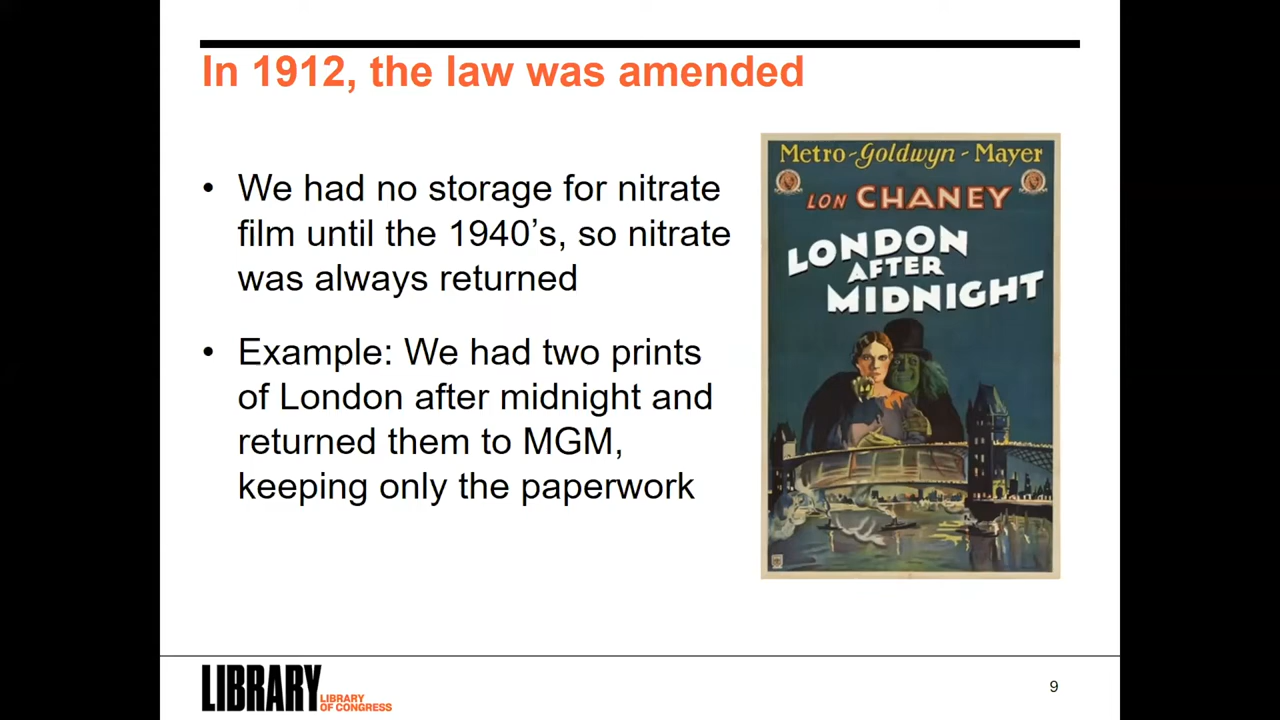 In 1912, the law was amended
• We had no storage for nitrate
film until the 1940’s, so nitrate
was always returned
• Example: We had two prints
of London after midnight and
returned them to MGM,
keeping only the paperwork
Metro-Goldwyn-Mayer
LON CHANEY
LONDON
AFTER
MIDNIGHT
LIBRARY
LIBRARY
OF CONGRESS
9